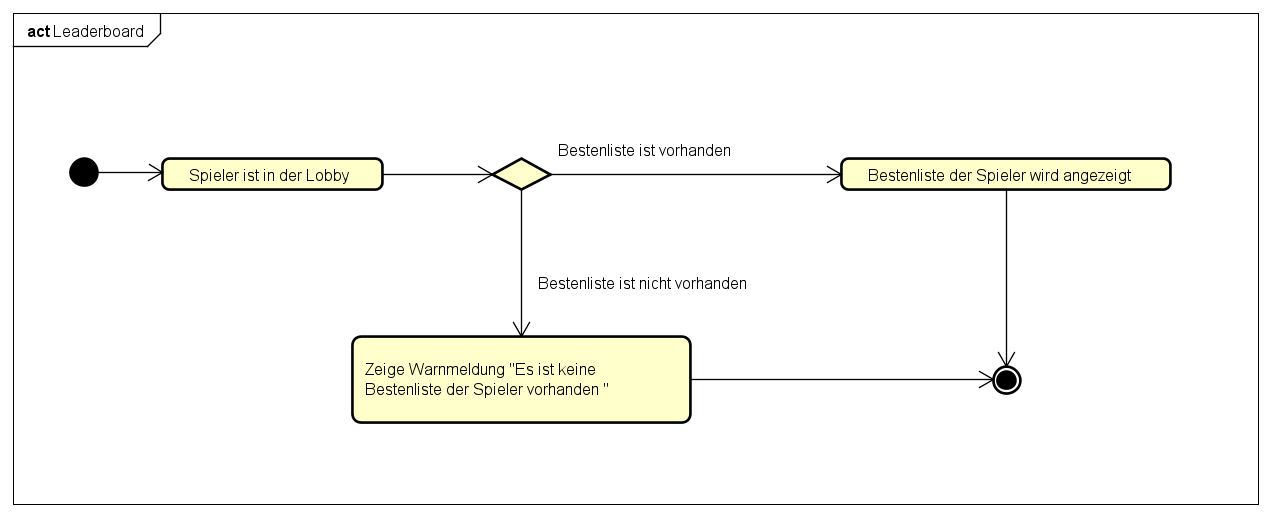 act Leaderboard
Bestenliste ist vorhanden
Spieler ist in der Lobby
Bestenliste der Spieler wird angezeigt
Bestenliste ist nicht vorhanden
Zeige Warnmeldung "Es ist keine
Bestenliste der Spieler vorhanden "